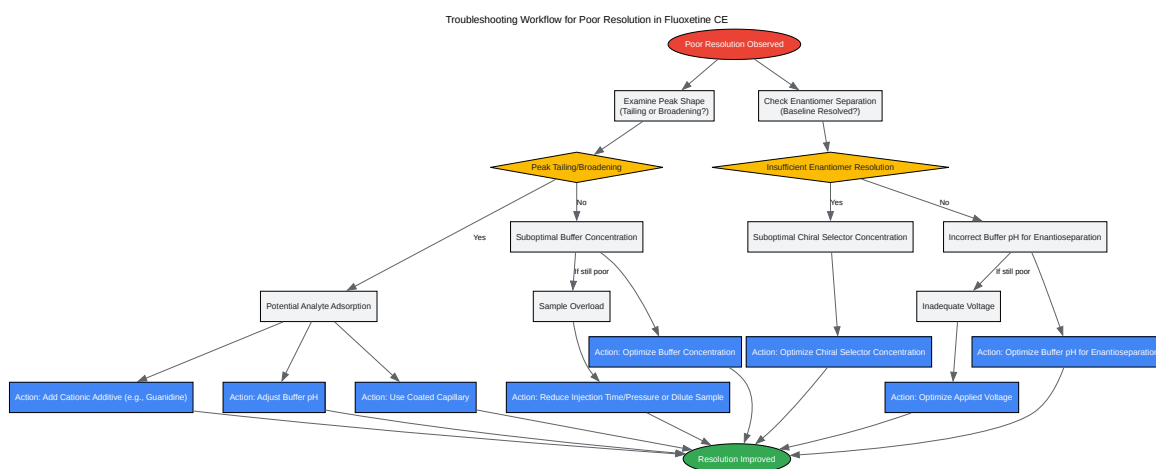 Troubleshooting Workflow for Poor Resolution in Fluoxetine CE
Poor Resolution Observed
Examine Peak Shape
(Tailing or Broadening?)
Check Enantiomer Separation
(Baseline Resolved?)
Peak Tailing/Broadening
Insufficient Enantiomer Resolution
No
Yes
No
Yes
Suboptimal Buffer Concentration
Suboptimal Chiral Selector Concentration
Incorrect Buffer pH for Enantioseparation
If still poor
If still poor
Potential Analyte Adsorption
Sample Overload
Inadequate Voltage
Action: Optimize Buffer Concentration
Action: Optimize Chiral Selector Concentration
Action: Optimize Buffer pH for Enantioseparation
Action: Add Cationic Additive (e.g., Guanidine)
Action: Adjust Buffer pH
Action: Use Coated Capillary
Action: Reduce Injection Time/Pressure or Dilute Sample
Action: Optimize Applied Voltage
Resolution Improved